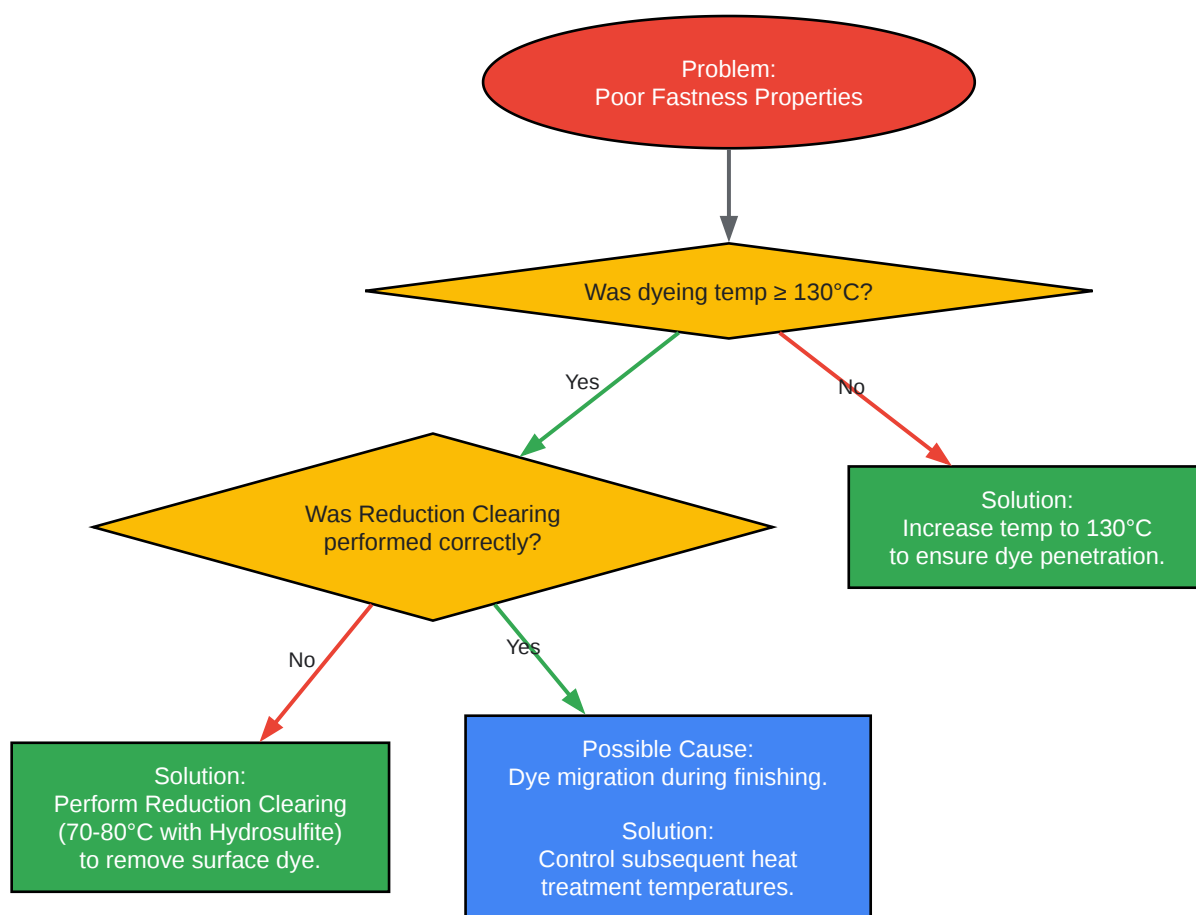 Problem:
Poor Fastness Properties
Was dyeing temp ≥ 130°C?
Yes
No
Was Reduction Clearing
performed correctly?
Solution:
Increase temp to 130°C
to ensure dye penetration.
No
Yes
Solution:
Perform Reduction Clearing
(70-80°C with Hydrosulfite)
to remove surface dye.
Possible Cause:
Dye migration during finishing.
Solution:
Control subsequent heat
treatment temperatures.